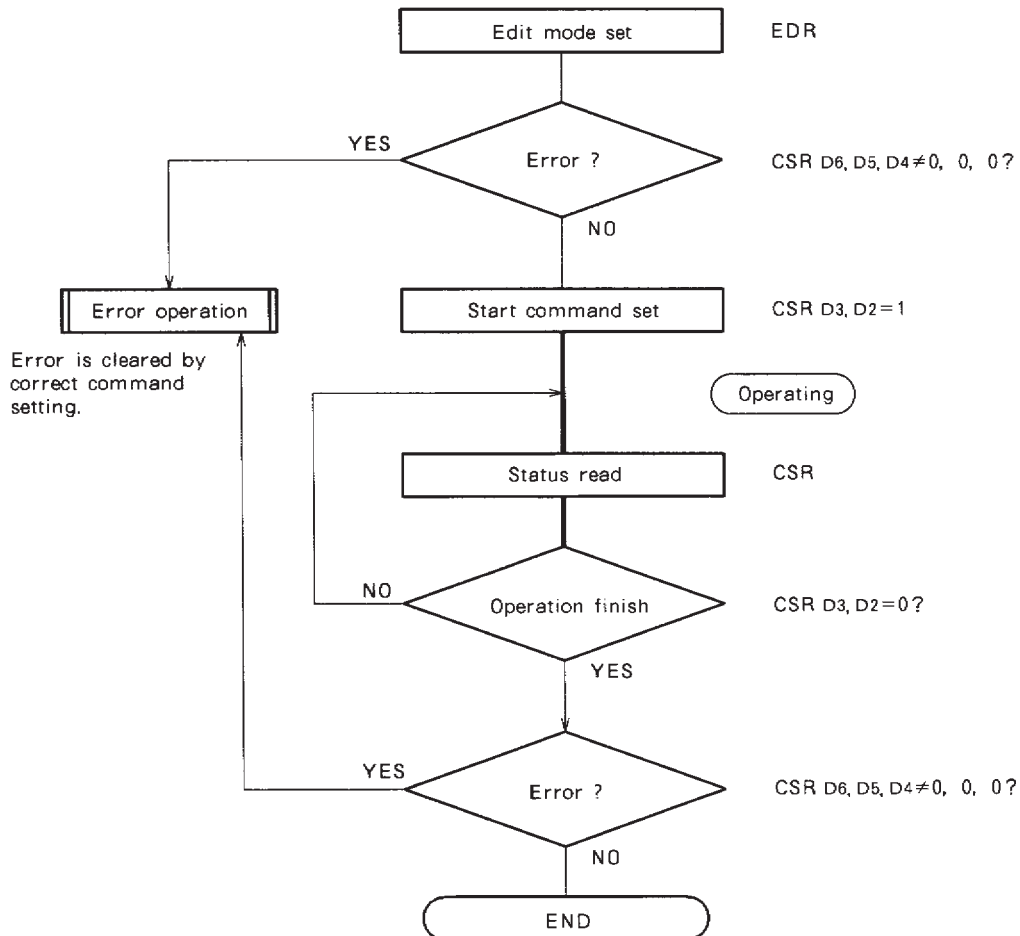 Edit mode set
EDR
YES
Error ?
CSR D6, D5, D4≠0, 0, 0?
NO
Error operation
Start command set
CSR D3, D2=1
Error is cleared by
correct command
setting.
Operating
Status read
CSR
NO
Operation finish
CSR D3, D2=0?
YES
YES
Error ?
CSR D6, D5, D4≠0, 0, 0?
NO
END